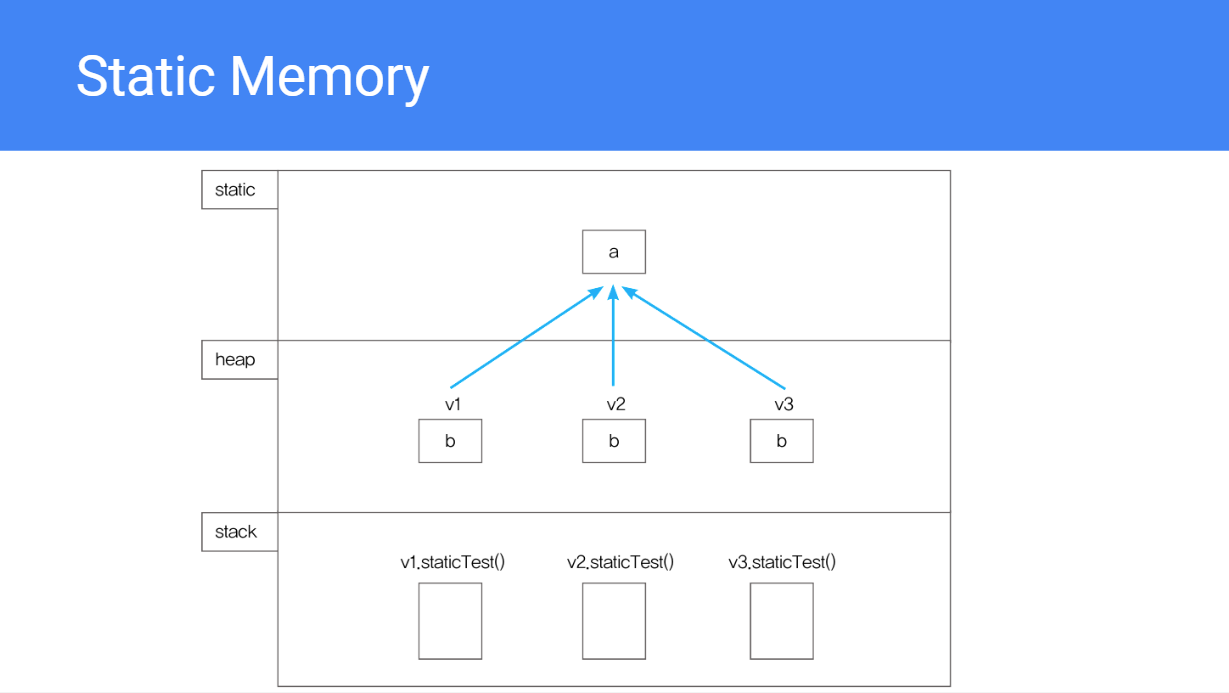 Static Memory
static
a
heap
v1 v2 v3
b b b
stack
v1.staticTest() v2.staticTest() v3.staticTest()